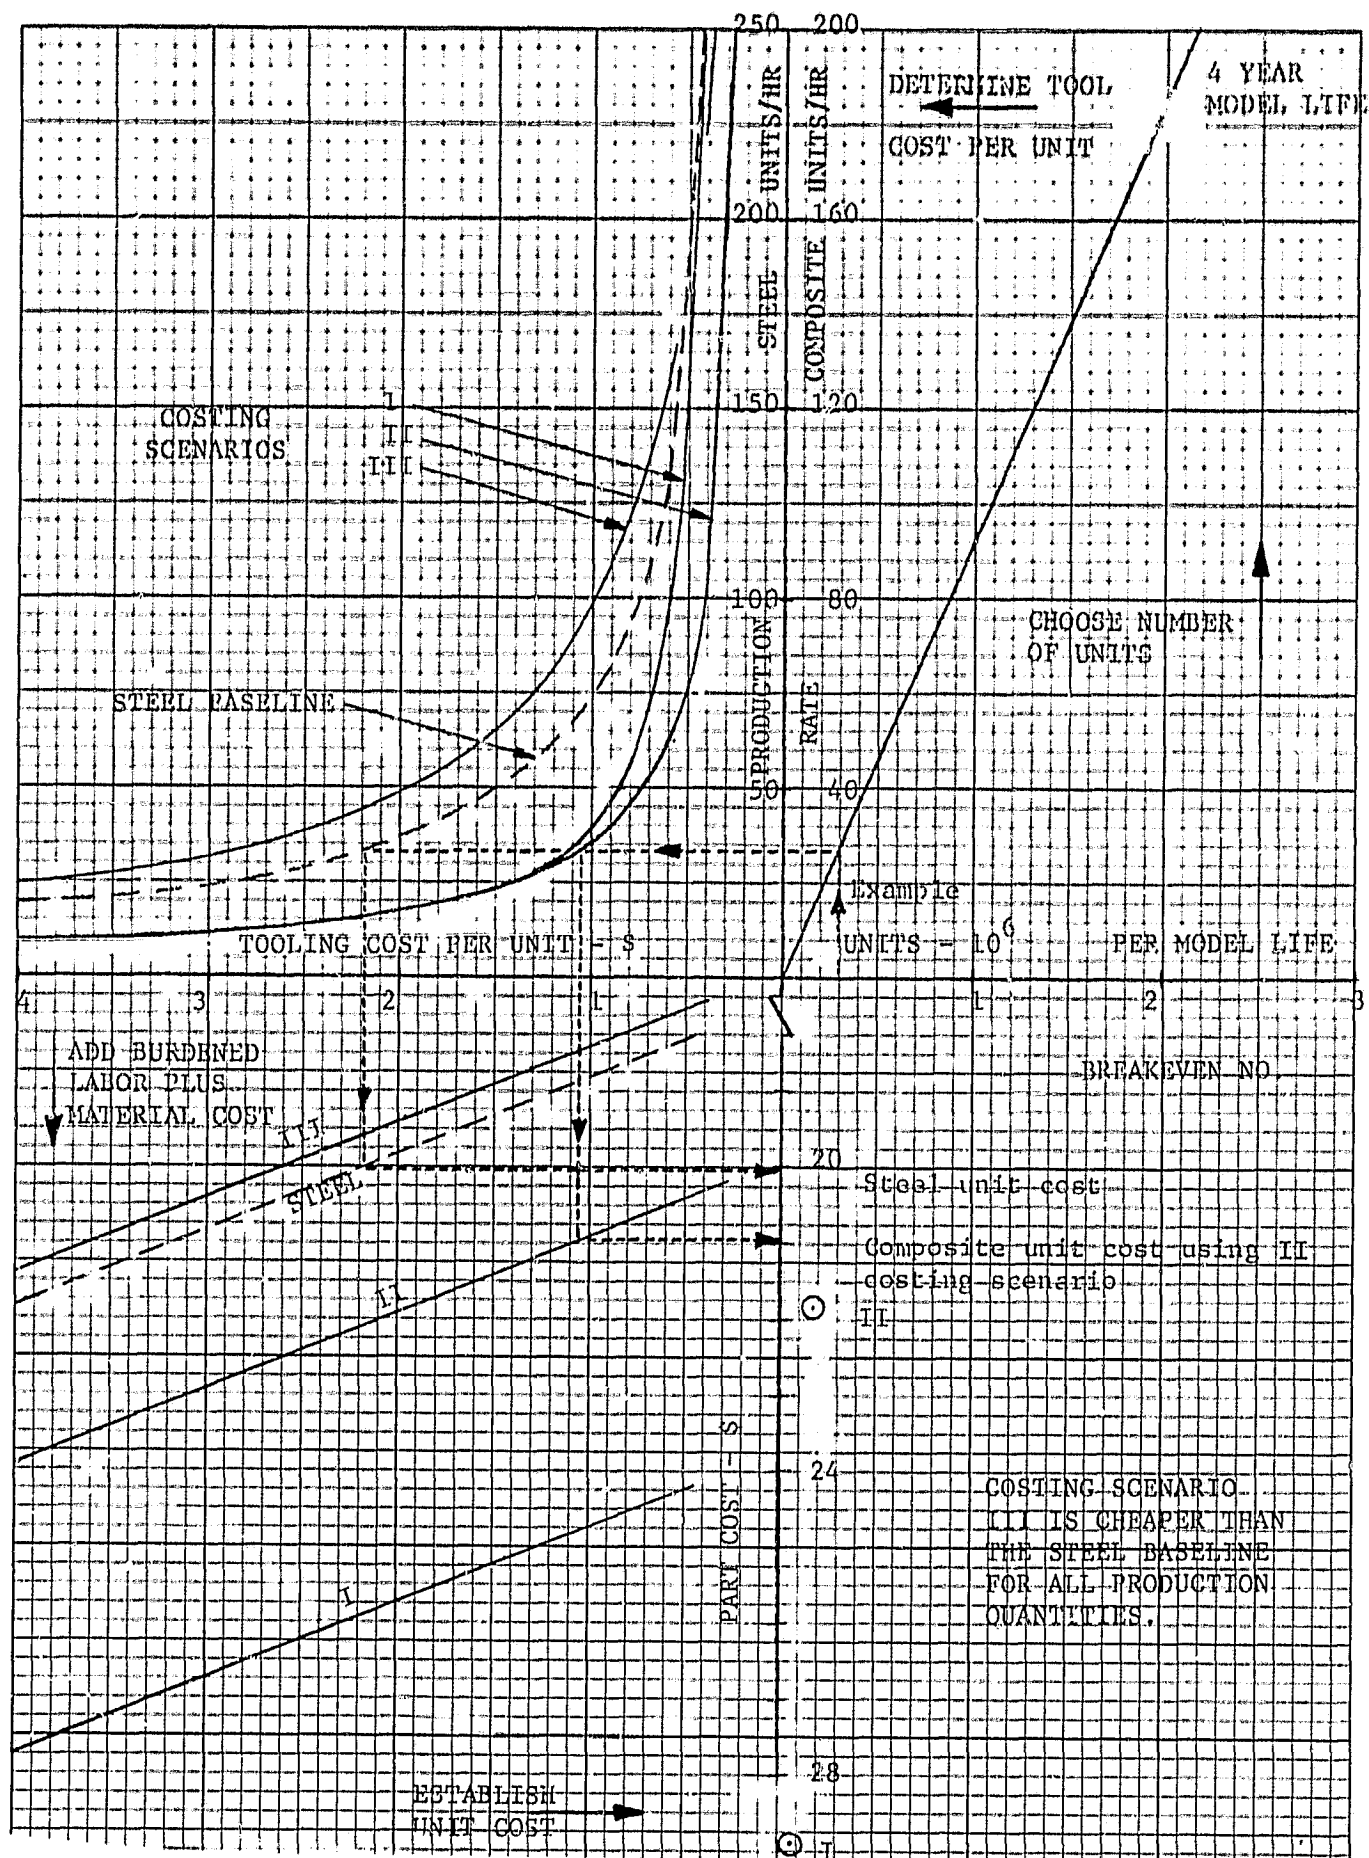 250 200
DETERMINE TOOL
COST PER UNIT
4 YEAR
MODEL LIFE
STEEL UNITS/HR
COMPOSITE UNITS/HR
200 160
COSTING
SCENARIOS
I
II
III
150 120
100 80
CHOOSE NUMBER
OF UNITS
STEEL BASELINE
PRODUCTION
RATE
50 40
Example
TOOLING COST PER UNIT - $
UNITS - 10⁶ PER MODEL LIFE
4 3 2 1 1 2 3
ADD BURDENED
LABOR PLUS
MATERIAL COST
BREAKEVEN NO.
III
STEEL
20
Steel unit cost
Composite unit cost using II
costing scenario
II
II
PART COST - $
24
COSTING SCENARIO
III IS CHEAPER THAN
THE STEEL BASELINE
FOR ALL PRODUCTION
QUANTITIES.
I
28
ESTABLISH
UNIT COST
I